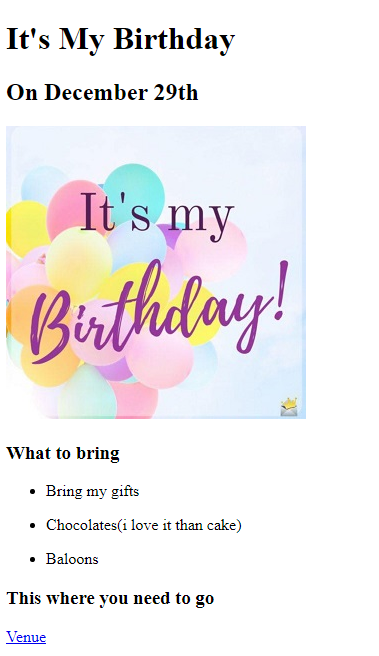 It's My Birthday
On December 29th
It's my
Birthday!
What to bring
Bring my gifts
Chocolates(i love it than cake)
Baloons
This where you need to go
Venue